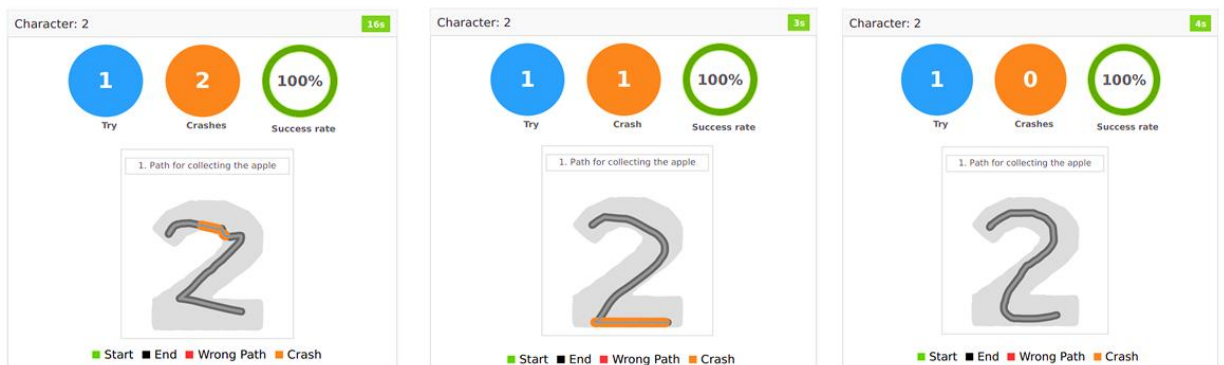 Character: 2
16s
1
2
100%
Try
Crashes
Success rate
1. Path for collecting the apple
2
Start
End
Wrong Path
Crash
Character: 2
3s
1
1
100%
Try
Crash
Success rate
1. Path for collecting the apple
2
Start
End
Wrong Path
Crash
Character: 2
4s
1
0
100%
Try
Crashes
Success rate
1. Path for collecting the apple
2
Start
End
Wrong Path
Crash